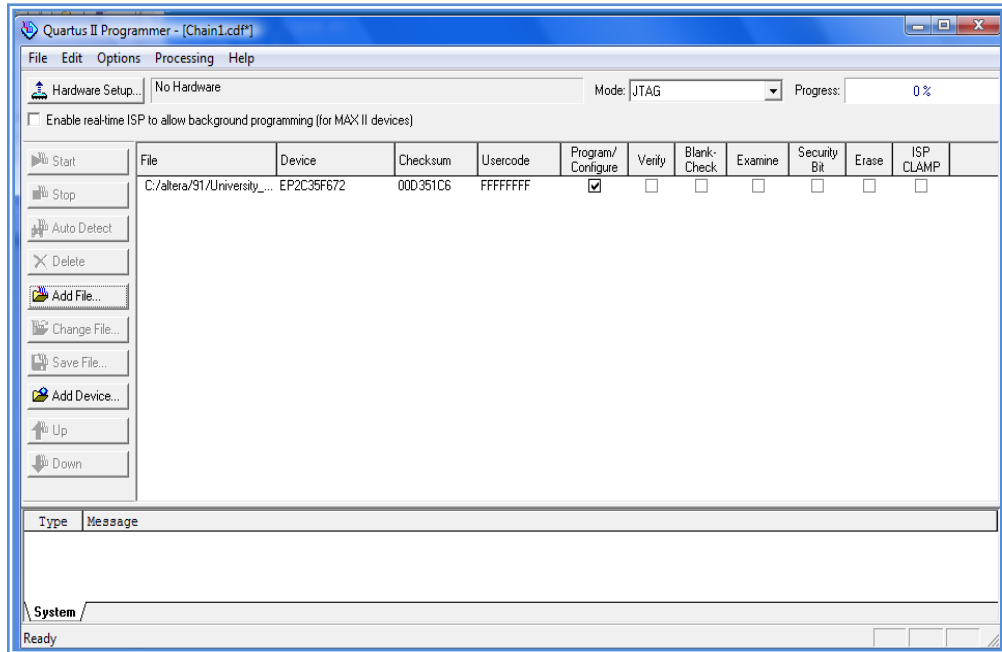 Quartus II Programmer - [Chain1.cdf*]
File Edit Options Processing Help
Hardware Setup... No Hardware Mode: JTAG Progress: 0 %
Enable real-time ISP to allow background programming (for MAX II devices)
Start
Stop
Auto Detect
Delete
Add File...
Change File...
Save File...
Add Device...
Up
Down
File Device Checksum Usercode Program/ Configure Verify Blank- Check Examine Security Bit Erase ISP CLAMP
C:/altera/91/University_... EP2C35F672 00D351C6 FFFFFFFF
Type Message
System
Ready